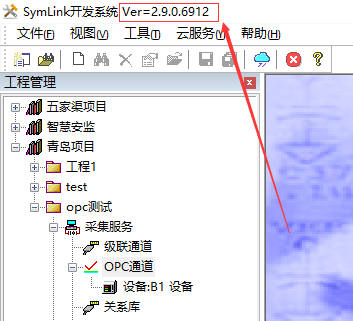 SymLink开发系统 Ver=2.9.0.6912
文件(F) 视图(V) 工具(T) 云服务(V) 帮助(H)
工程管理
五家渠项目
智慧安监
青岛项目
工程1
test
opc测试
采集服务
级联通道
OPC通道
设备:B1 设备
关系库